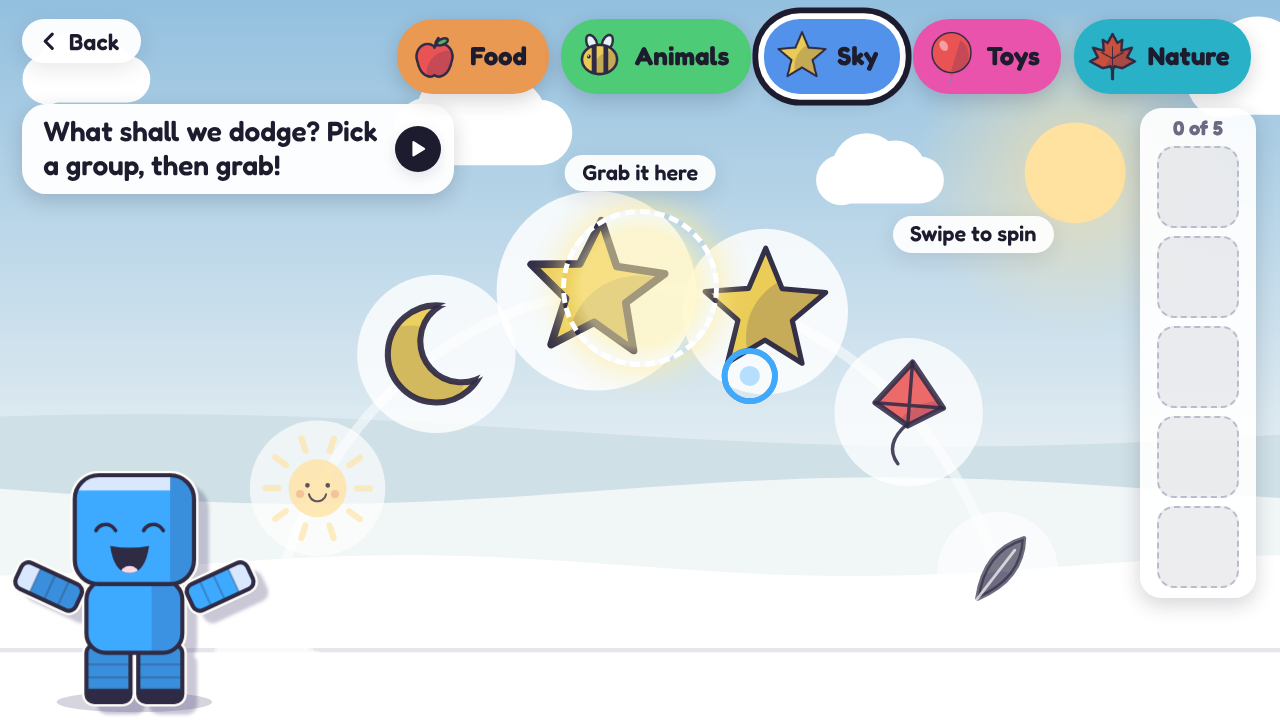 Back
Food
Animals
Sky
Toys
Nature
What shall we dodge? Pick
a group, then grab!
0 of 5
Grab it here
Swipe to spin